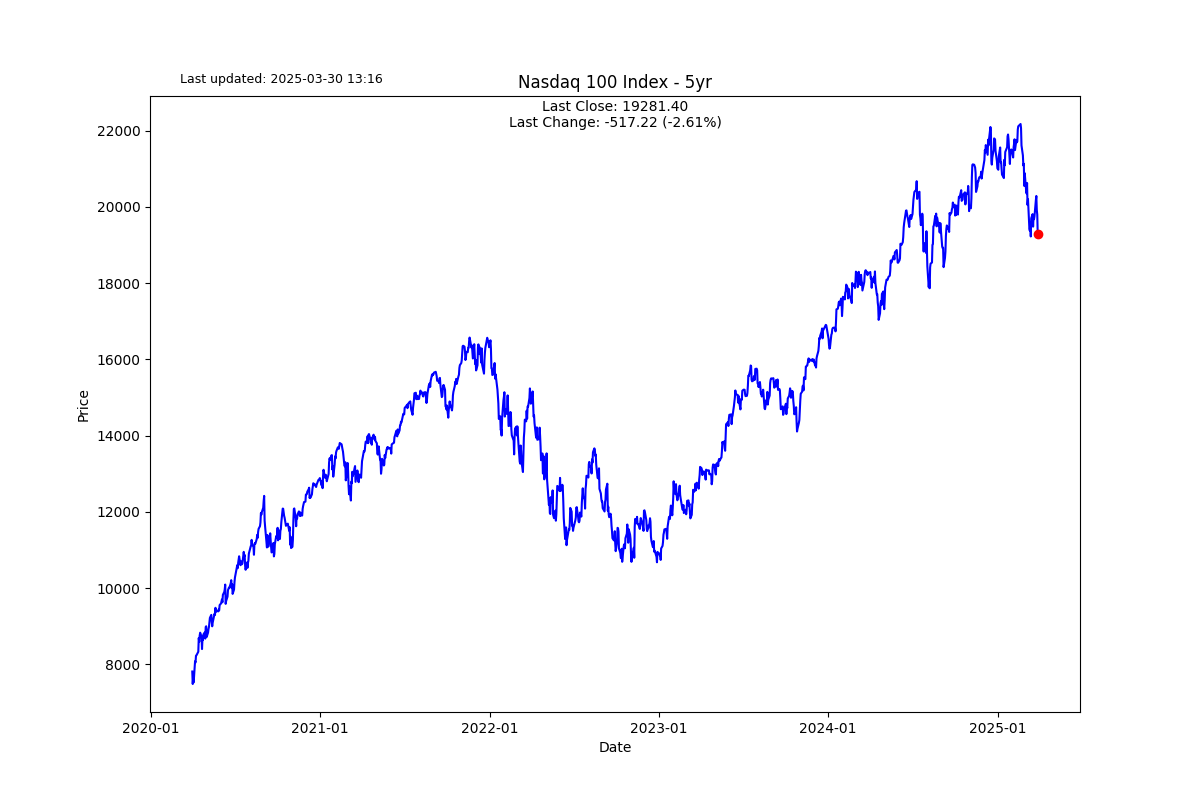 Last updated: 2025-03-30 13:16
Nasdaq 100 Index - 5yr
Last Close: 19281.40
Last Change: -517.22 (-2.61%)
22000
20000
18000
16000
14000
12000
10000
8000
Price
2020-01
2021-01
2022-01
2023-01
2024-01
2025-01
Date